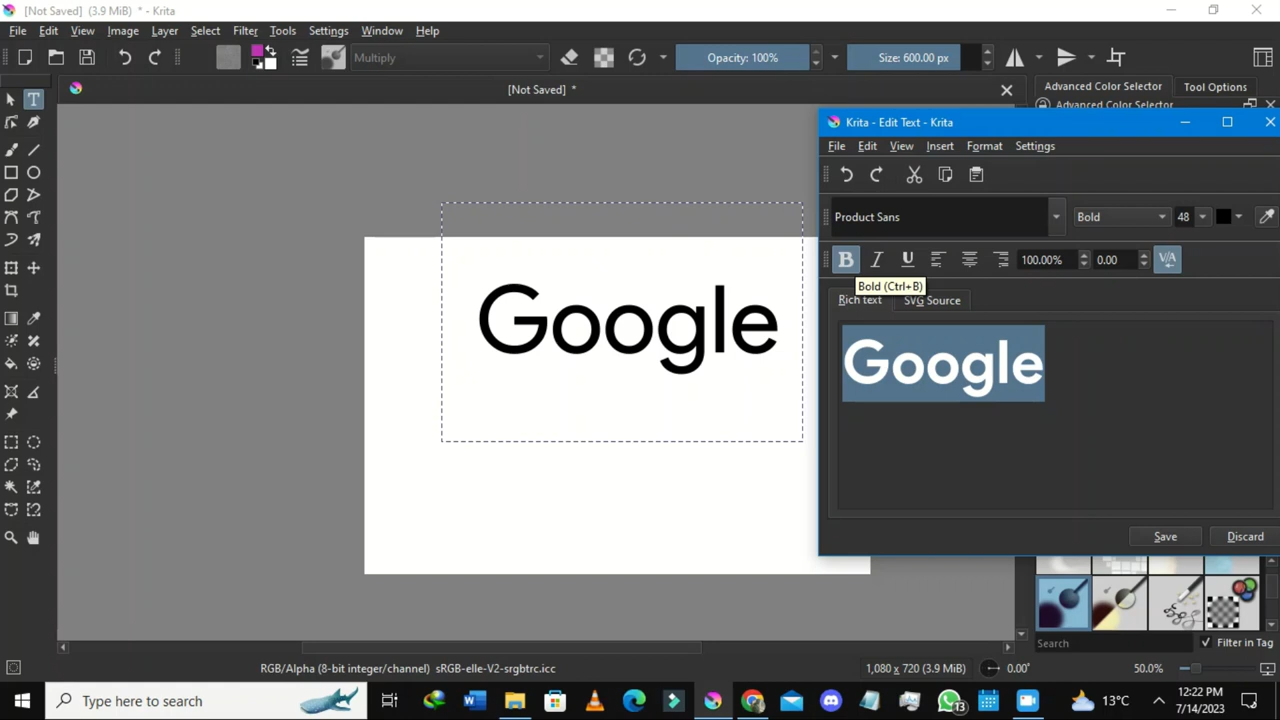 [Not Saved] (3.9 MiB) * - Krita
File Edit View Image Layer Select Filter Tools Settings Window Help
Multiply Opacity: 100% Size: 600.00 px
[Not Saved] *
Advanced Color Selector Tool Options
Advanced Color Selector
Krita - Edit Text - Krita
File Edit View Insert Format Settings
Product Sans Bold 48
B I U 100.00% 0.00 V/A
Bold (Ctrl+B)
Rich text SVG Source
Google
Google
Save Discard
Search Filter in Tag
RGB/Alpha (8-bit integer/channel) sRGB-elle-V2-srgbtrc.icc 1,080 x 720 (3.9 MiB) 0.00° 50.0%
Type here to search 13 13°C 12:22 PM
7/14/2023